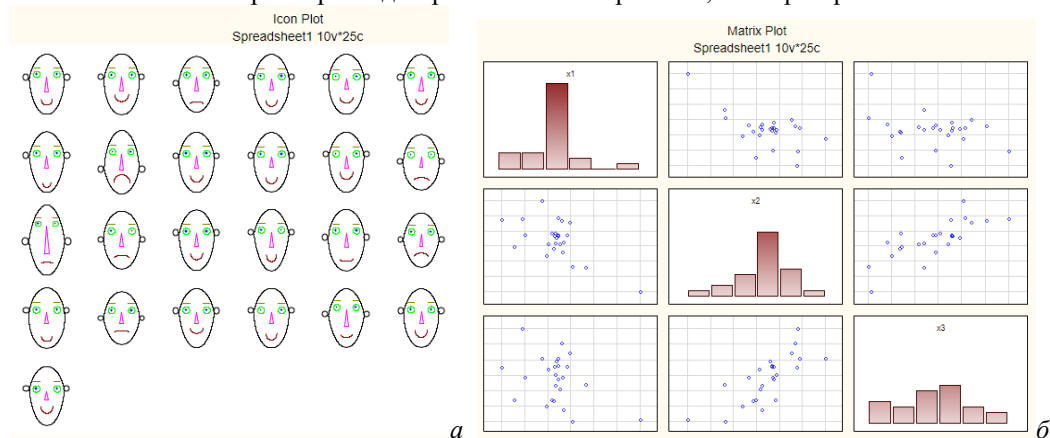 Icon Plot
Spreadsheet1 10v*25c
а
Matrix Plot
Spreadsheet1 10v*25c
x1
x2
x3
б